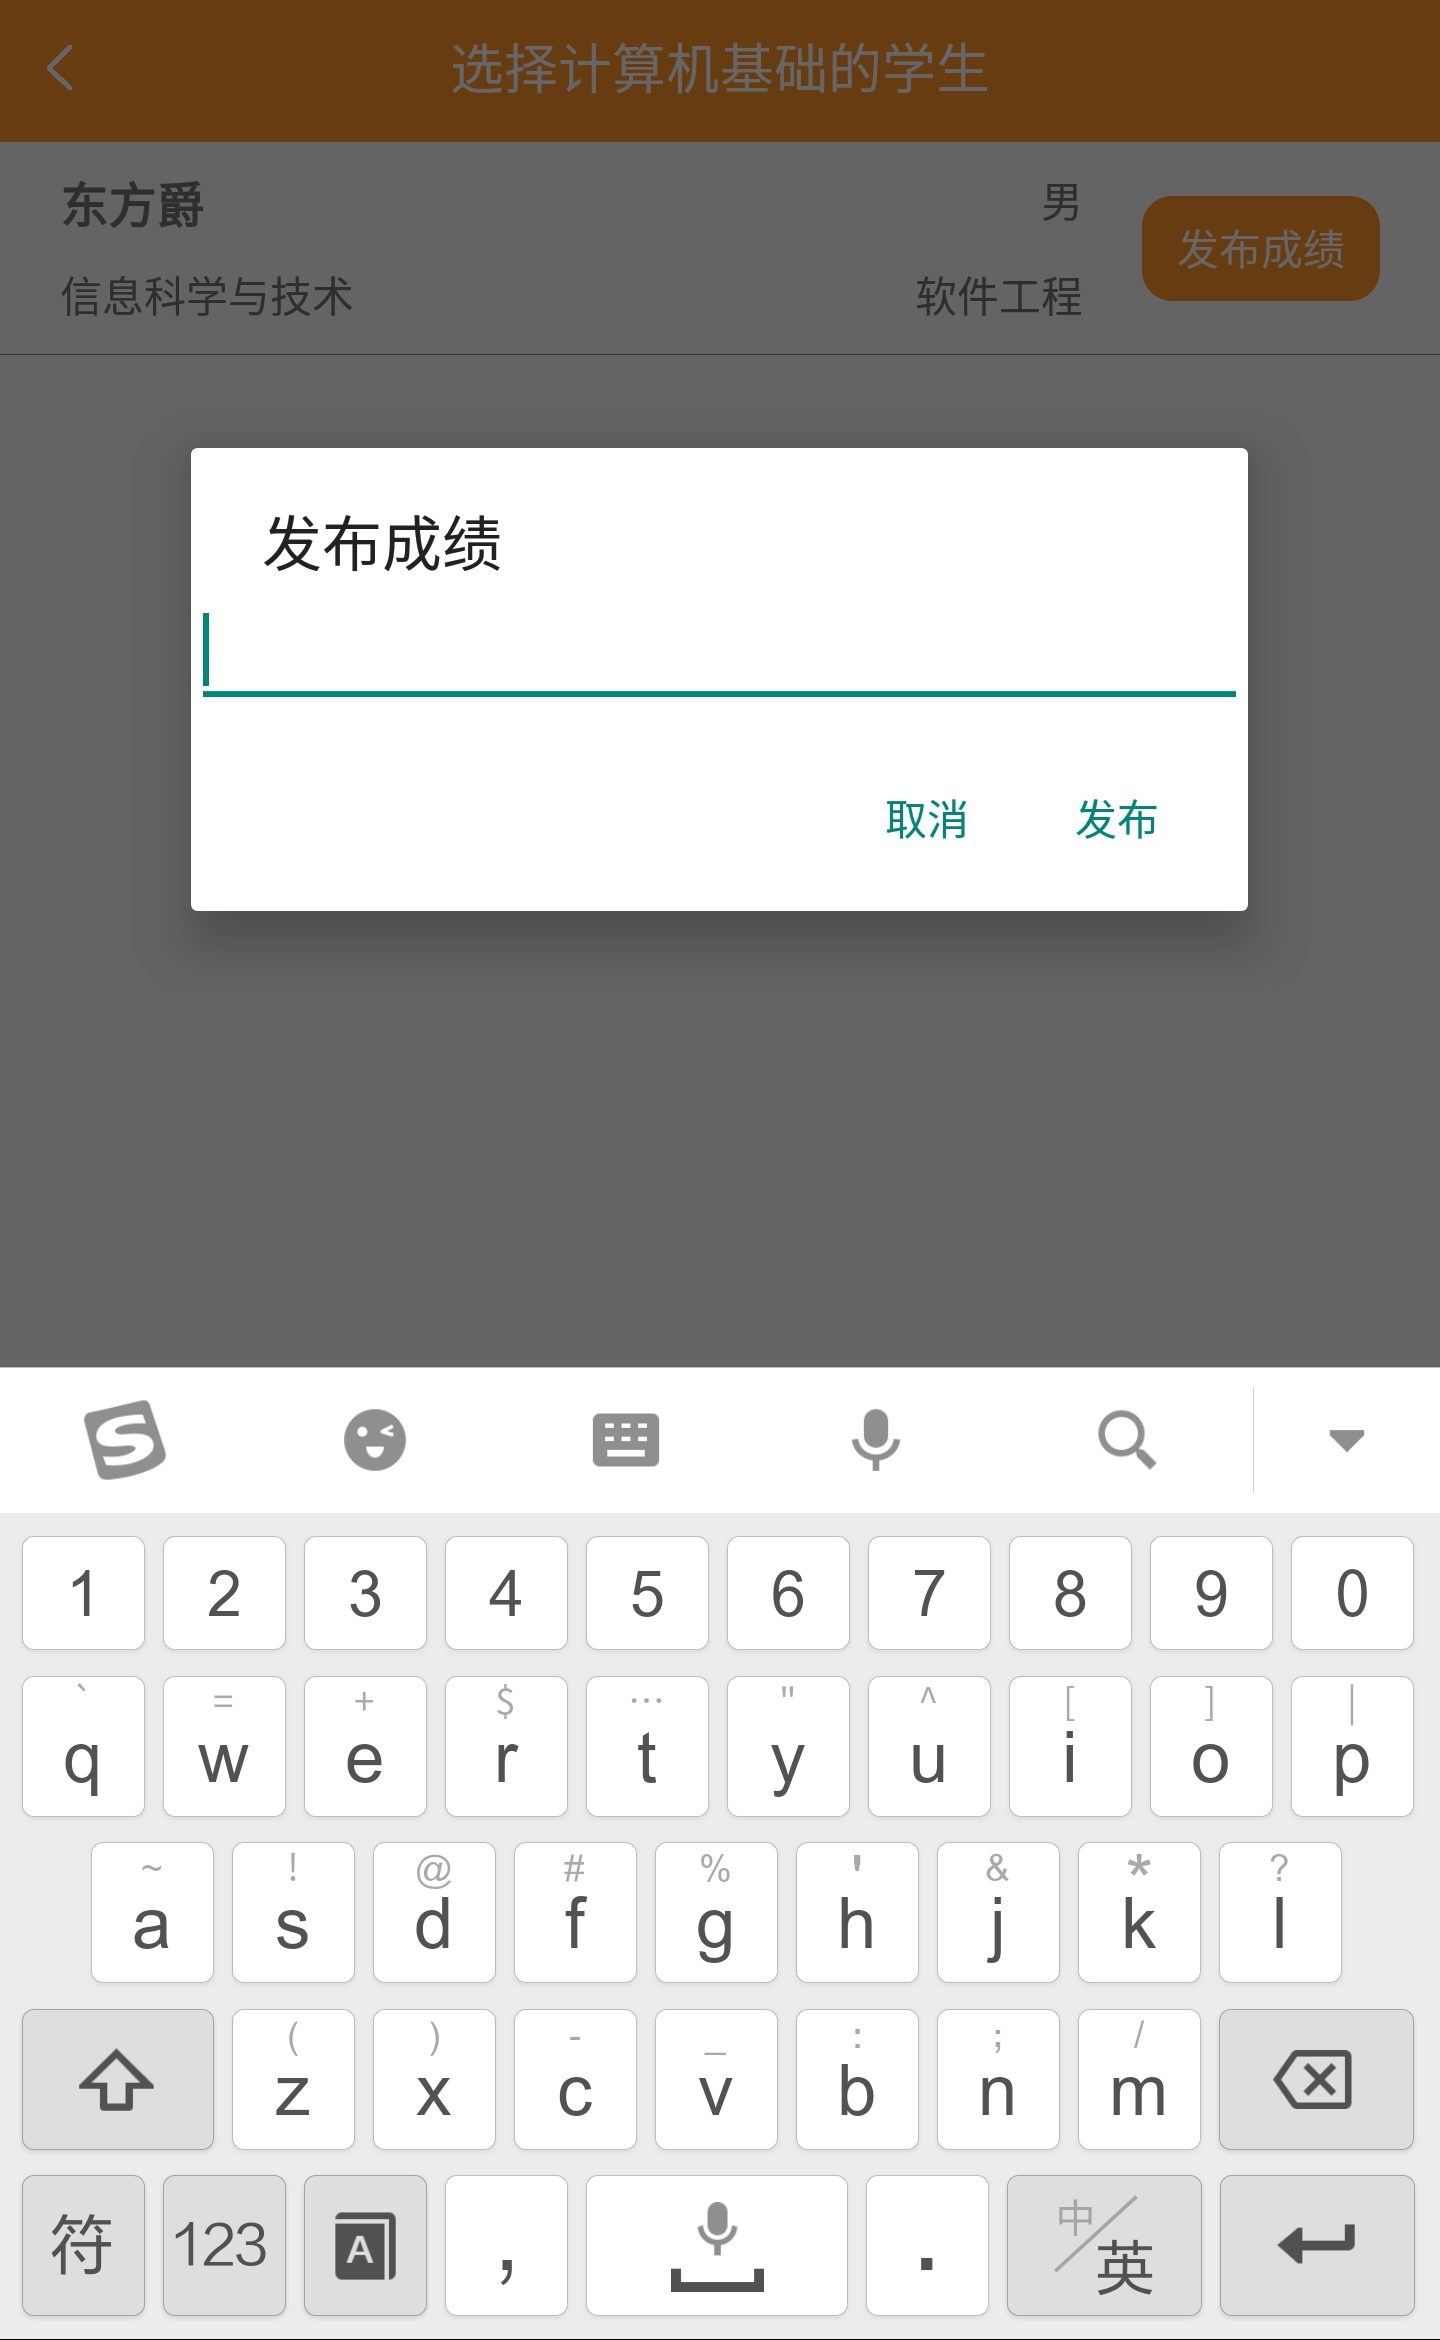 选择计算机基础的学生
东方爵 男
发布成绩
信息科学与技术 软件工程
发布成绩
取消 发布
1 2 3 4 5 6 7 8 9 0
` = + $ … " ^ [ ] |
q w e r t y u i o p
~ ! @ # % ' & * ?
a s d f g h j k l
( ) - _ : ; /
z x c v b n m
符 123 A , . 中/英